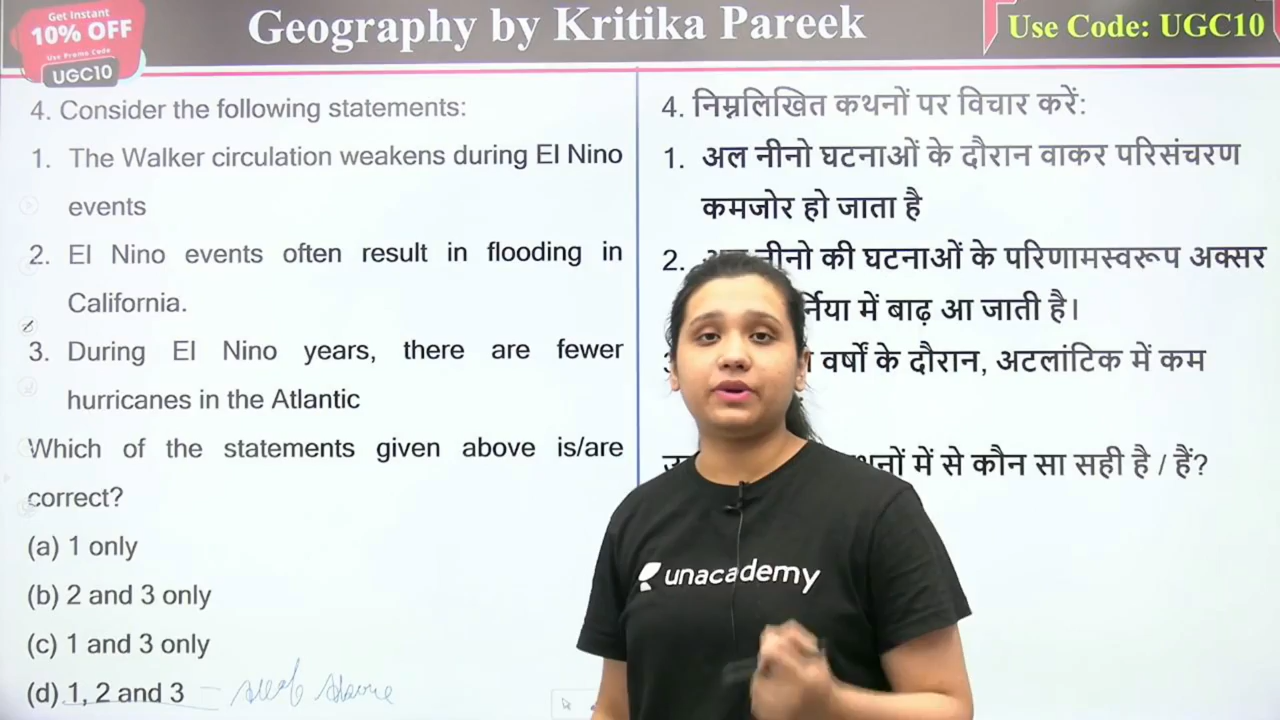 Get Instant
10% OFF
Use Promo Code
UGC10
Geography by Kritika Pareek
Use Code: UGC10
4. Consider the following statements:
1. The Walker circulation weakens during El Nino
events
2. El Nino events often result in flooding in
California.
3. During El Nino years, there are fewer
hurricanes in the Atlantic
Which of the statements given above is/are
correct?
(a) 1 only
(b) 2 and 3 only
(c) 1 and 3 only
(d) 1, 2 and 3
4. निम्नलिखित कथनों पर विचार करें:
1. अल नीनो घटनाओं के दौरान वाकर परिसंचरण
कमजोर हो जाता है
2. नीनो की घटनाओं के परिणामस्वरूप अक्सर
में बाढ़ आ जाती है।
वर्षों के दौरान, अटलांटिक में कम
में से कौन सा सही है / हैं?
unacademy